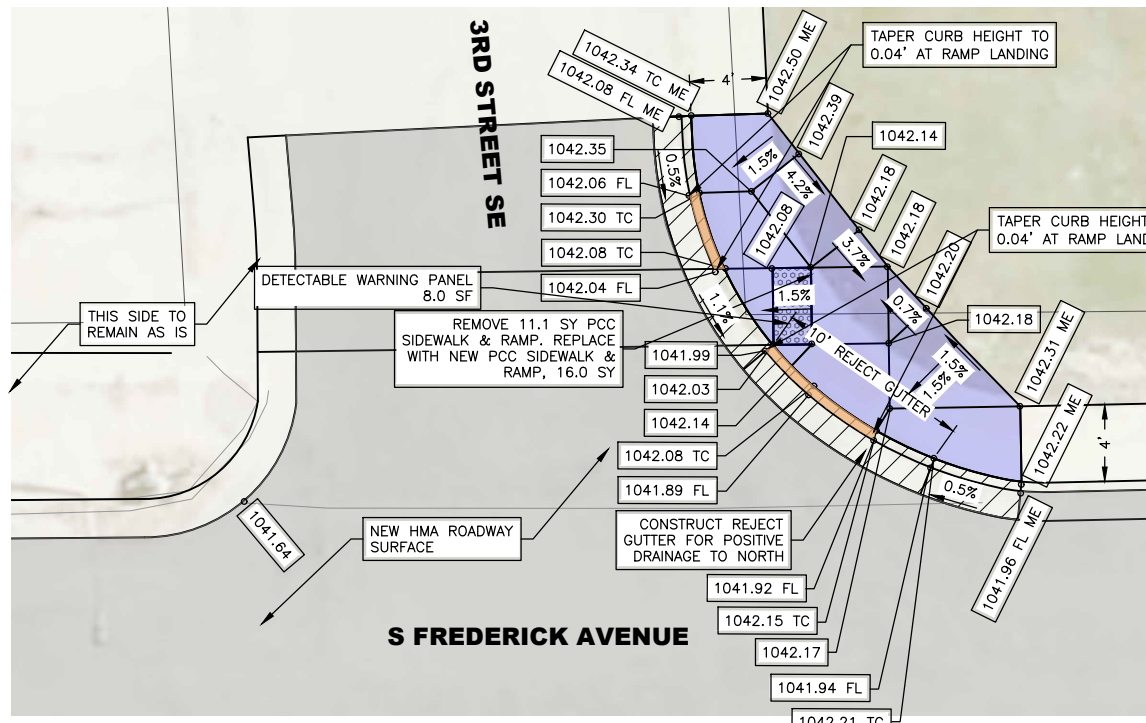 3RD STREET SE
1042.34 TC ME
1042.08 FL ME
4'
1042.50 ME
TAPER CURB HEIGHT TO
0.04' AT RAMP LANDING
1042.39
1042.14
1042.35
0.5%
1.5%
4.2%
1042.06 FL
1042.18
1042.30 TC
1042.08
1042.18
TAPER CURB HEIGHT
0.04' AT RAMP LAND
1042.08 TC
3.7%
1042.20
1042.04 FL
DETECTABLE WARNING PANEL
8.0 SF
1.5%
1.1%
0.7%
THIS SIDE TO
REMAIN AS IS
REMOVE 11.1 SY PCC
SIDEWALK & RAMP. REPLACE
WITH NEW PCC SIDEWALK &
RAMP, 16.0 SY
1042.18
1041.99
10' REJECT GUTTER
1.5%
1.5%
1042.31 ME
1042.03
1042.22 ME
1042.14
4'
1042.08 TC
1041.89 FL
0.5%
1041.64
NEW HMA ROADWAY
SURFACE
CONSTRUCT REJECT
GUTTER FOR POSITIVE
DRAINAGE TO NORTH
1041.96 FL ME
1041.92 FL
1042.15 TC
S FREDERICK AVENUE
1042.17
1041.94 FL
1042.21 TC